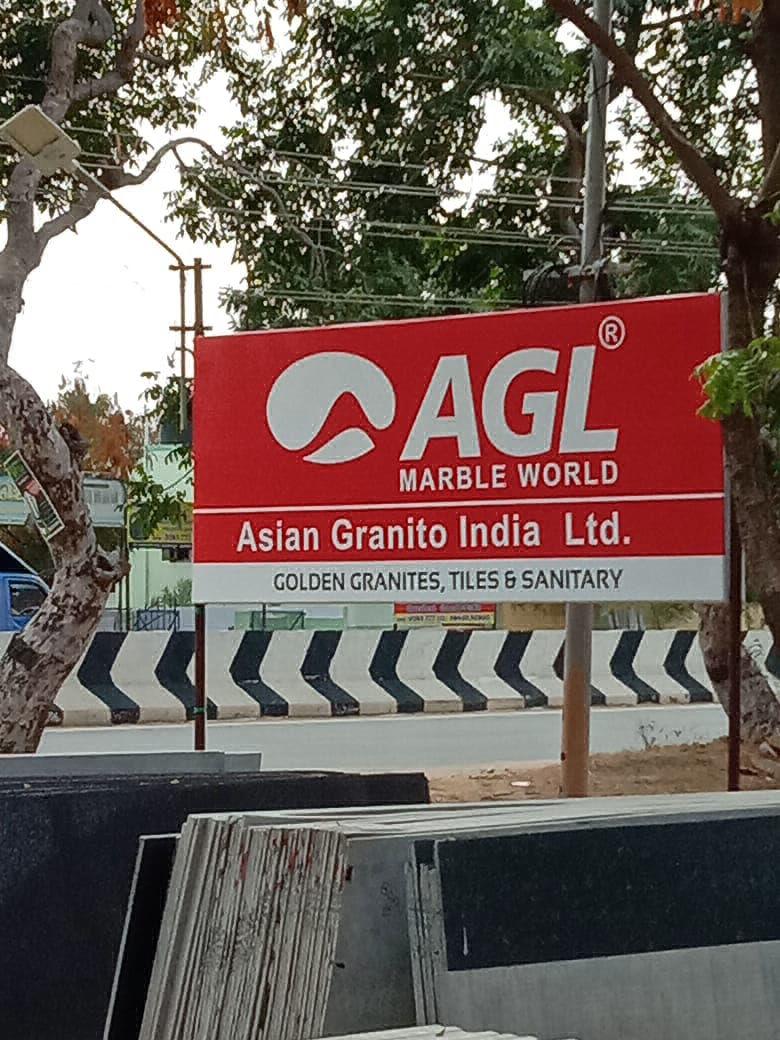 AGL®
MARBLE WORLD
Asian Granito India Ltd.
GOLDEN GRANITES, TILES & SANITARY